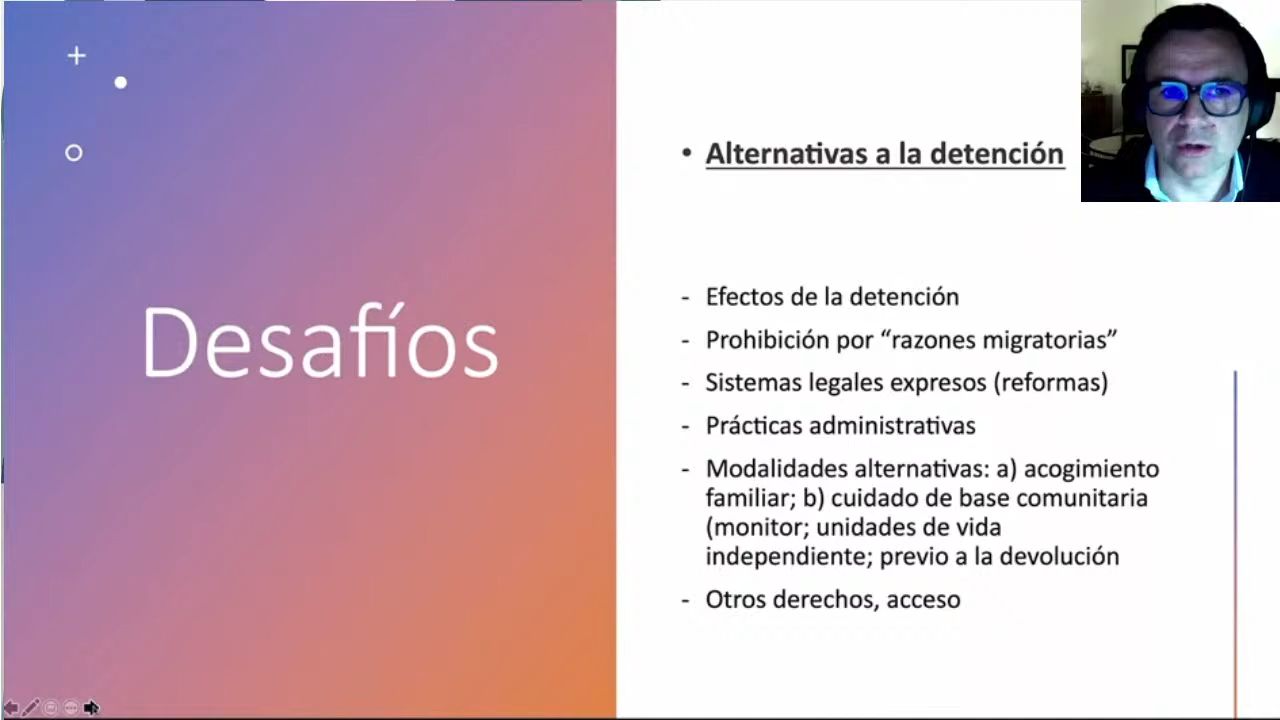 Desafíos
• Alternativas a la detención
- Efectos de la detención
- Prohibición por “razones migratorias”
- Sistemas legales expresos (reformas)
- Prácticas administrativas
- Modalidades alternativas: a) acogimiento
familiar; b) cuidado de base comunitaria
(monitor; unidades de vida
independiente; previo a la devolución
- Otros derechos, acceso